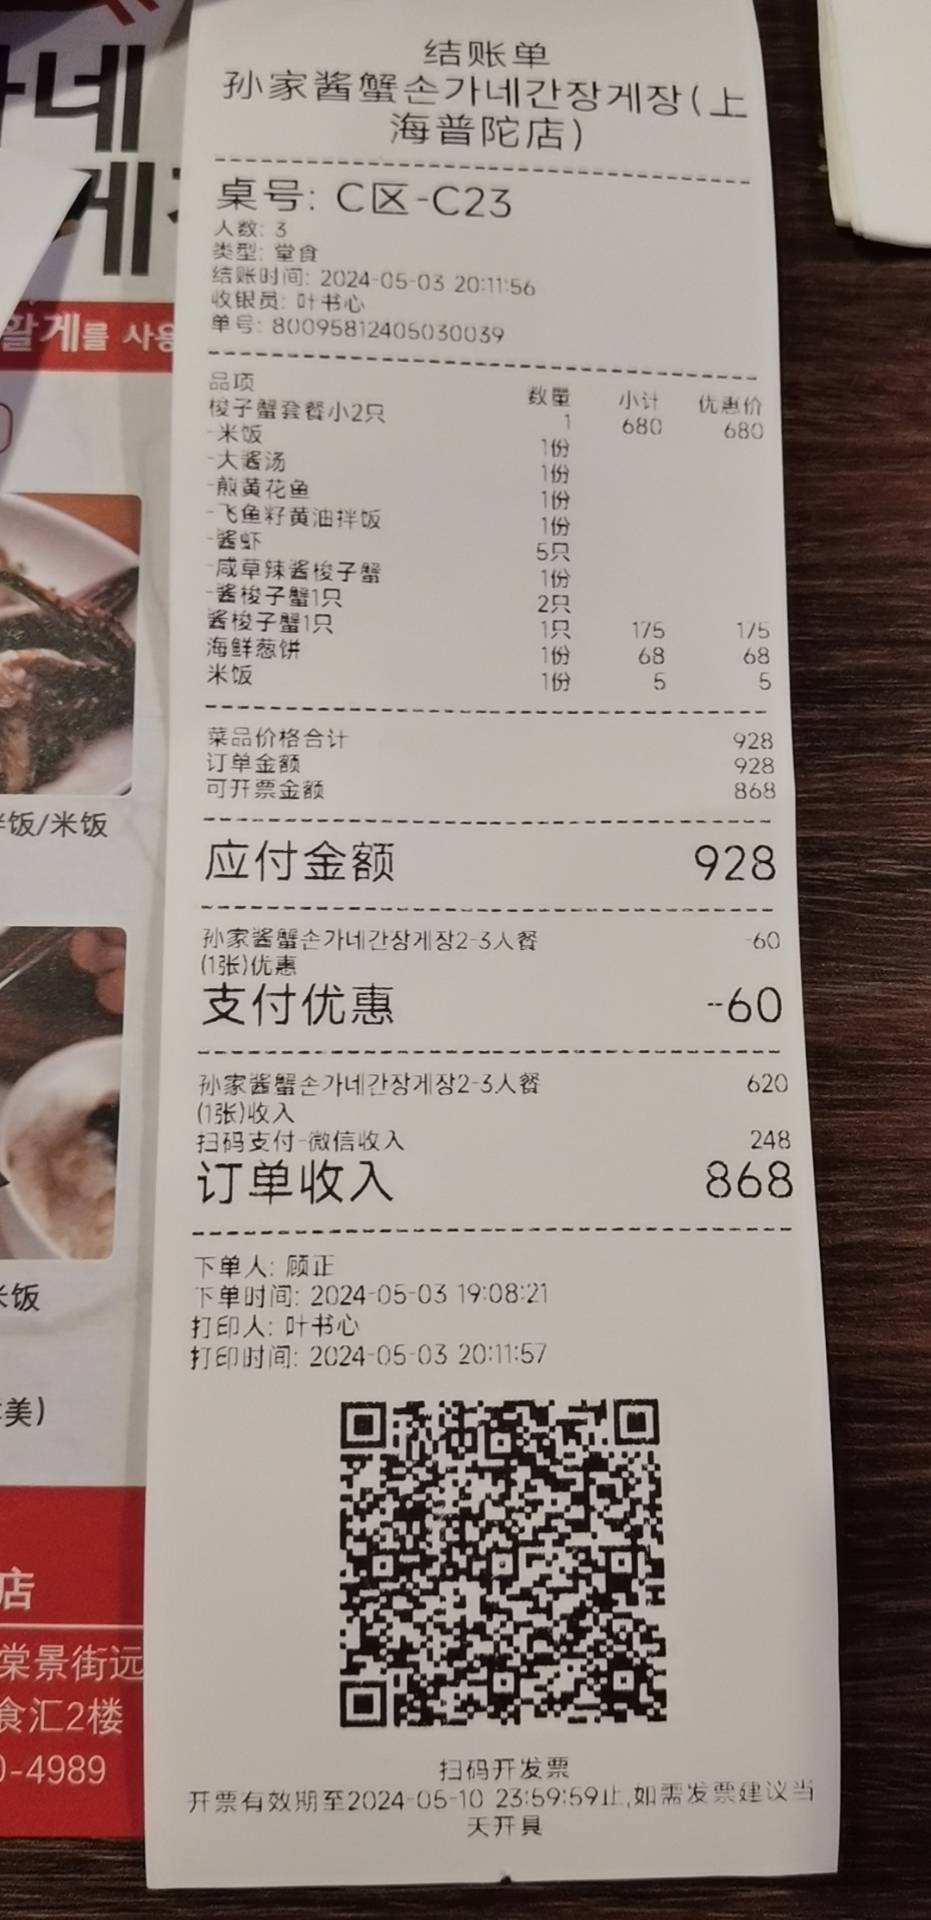 结账单
孙家酱蟹손가네간장게장(上
海普陀店)
桌号: C区-C23
人数: 3
类型: 堂食
结账时间: 2024-05-03 20:11:56
收银员: 叶书心
单号: 80095812405030039
品项 数量 小计 优惠价
梭子蟹套餐小2只 1 680 680
-米饭 1份
-大酱汤 1份
-煎黄花鱼 1份
-飞鱼籽黄油拌饭 1份
-酱虾 5只
-咸草辣酱梭子蟹 1份
-酱梭子蟹1只 2只
酱梭子蟹1只 1只 175 175
海鲜葱饼 1份 68 68
米饭 1份 5 5
菜品价格合计 928
订单金额 928
可开票金额 868
应付金额 928
孙家酱蟹손가네간장게장2-3人餐 -60
(1张)优惠
支付优惠 -60
孙家酱蟹손가네간장게장2-3人餐 620
(1张)收入
扫码支付-微信收入 248
订单收入 868
下单人: 顾正
下单时间: 2024-05-03 19:08:21
打印人: 叶书心
打印时间: 2024-05-03 20:11:57
扫码开发票
开票有效期至2024-05-10 23:59:59止,如需发票建议当
天开具
네
게
활게를 사용
饭/米饭
米饭
美)
店
棠景街远
食汇2楼
0-4989